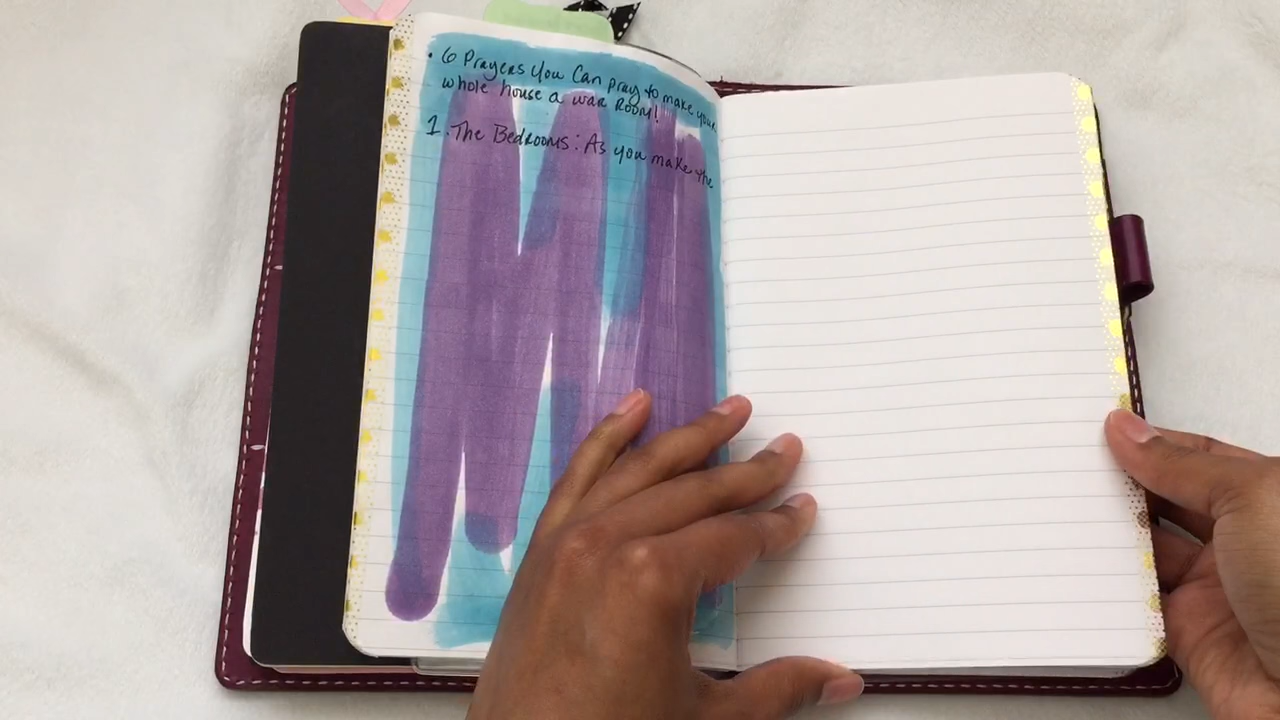 • 6 Prayers You Can pray to make your
whole house a war Room!
1. The Bedrooms: As you make the